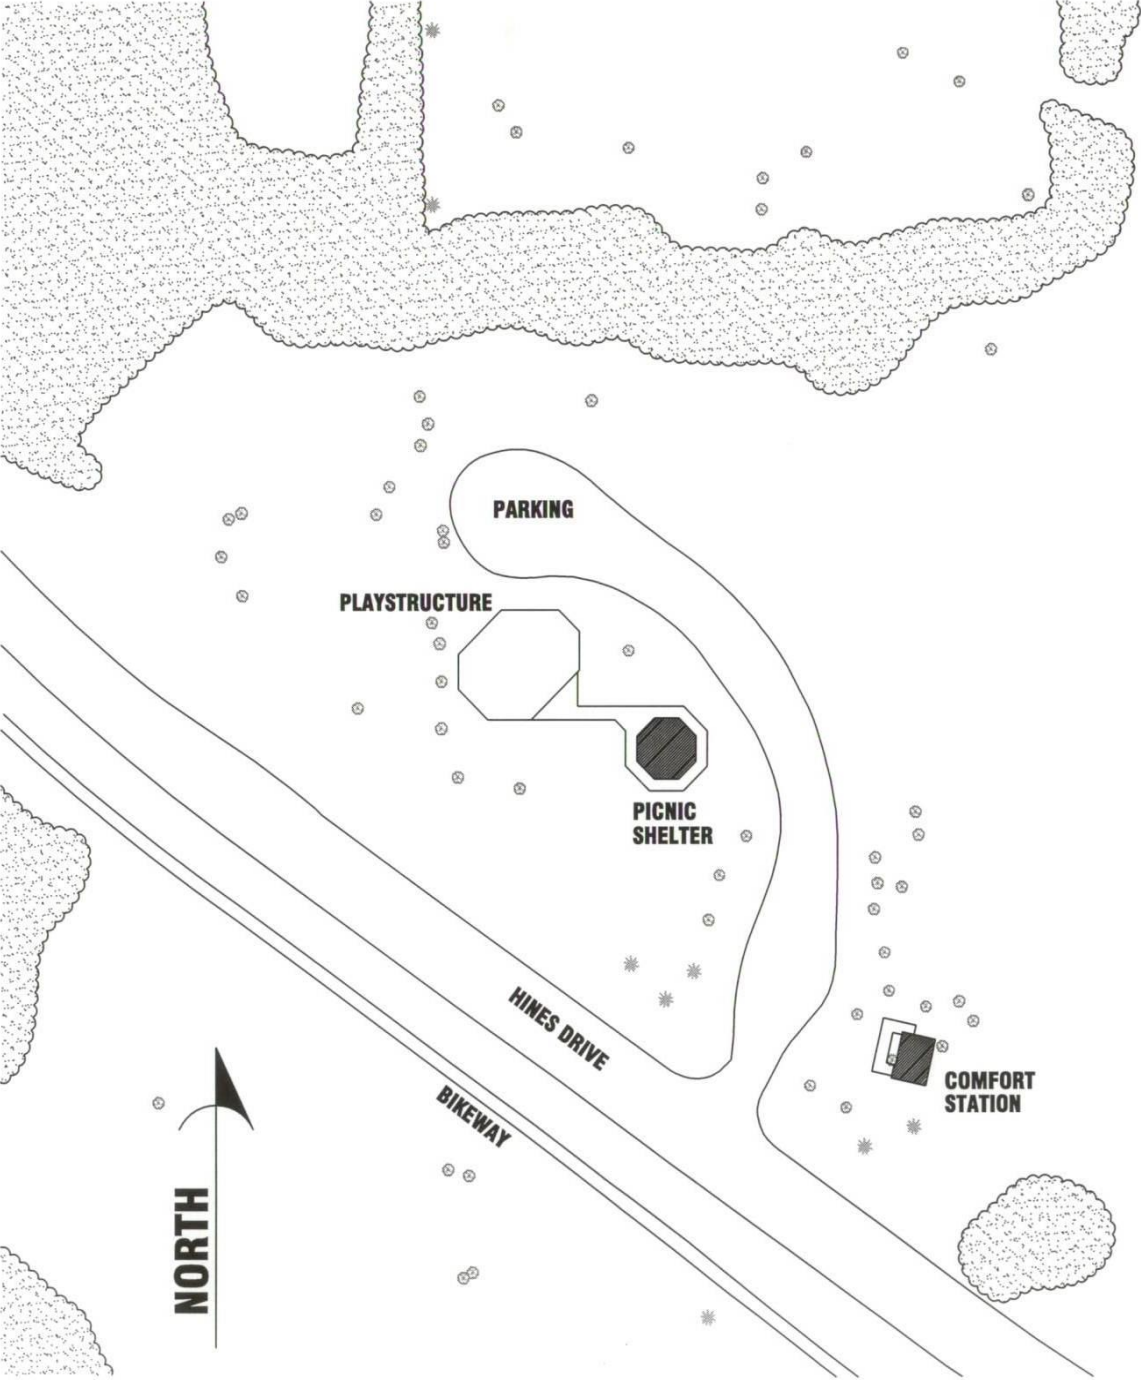 PARKING
PLAYSTRUCTURE
PICNIC
SHELTER
HINES DRIVE
BIKEWAY
COMFORT
STATION
NORTH